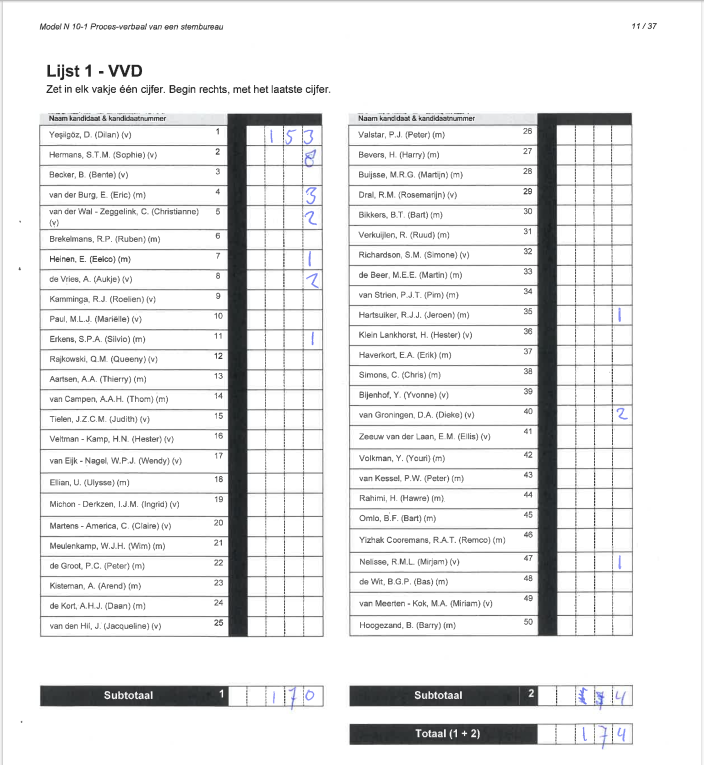 Model N 10-1 Proces-verbaal van een stembureau
11 / 37
Lijst 1 - VVD
Zet in elk vakje één cijfer. Begin rechts, met het laatste cijfer.
Naam kandidaat & kandidaatnummer
Yeşilgöz, D. (Dilan) (v) 1 153
Hermans, S.T.M. (Sophie) (v) 2 8
Becker, B. (Bente) (v) 3
van der Burg, E. (Eric) (m) 4 3
van der Wal - Zeggelink, C. (Christianne) 5 2
(v)
Brekelmans, R.P. (Ruben) (m) 6
Heinen, E. (Eelco) (m) 7 1
de Vries, A. (Aukje) (v) 8 2
Kamminga, R.J. (Roelien) (v) 9
Paul, M.L.J. (Mariëlle) (v) 10
Erkens, S.P.A. (Silvio) (m) 11 1
Rajkowski, Q.M. (Queeny) (v) 12
Aartsen, A.A. (Thierry) (m) 13
van Campen, A.A.H. (Thom) (m) 14
Tielen, J.Z.C.M. (Judith) (v) 15
Veltman - Kamp, H.N. (Hester) (v) 16
van Eijk - Nagel, W.P.J. (Wendy) (v) 17
Ellian, U. (Ulysse) (m) 18
Michon - Derkzen, I.J.M. (Ingrid) (v) 19
Martens - America, C. (Claire) (v) 20
Meulenkamp, W.J.H. (Wim) (m) 21
de Groot, P.C. (Peter) (m) 22
Kisteman, A. (Arend) (m) 23
de Kort, A.H.J. (Daan) (m) 24
van den Hil, J. (Jacqueline) (v) 25
Subtotaal 1 170
Naam kandidaat & kandidaatnummer
Valstar, P.J. (Peter) (m) 26
Bevers, H. (Harry) (m) 27
Buijsse, M.R.G. (Martijn) (m) 28
Dral, R.M. (Rosemarijn) (v) 29
Bikkers, B.T. (Bart) (m) 30
Verkuijlen, R. (Ruud) (m) 31
Richardson, S.M. (Simone) (v) 32
de Beer, M.E.E. (Martin) (m) 33
van Strien, P.J.T. (Pim) (m) 34
Hartsuiker, R.J.J. (Jeroen) (m) 35 1
Klein Lankhorst, H. (Hester) (v) 36
Haverkort, E.A. (Erik) (m) 37
Simons, C. (Chris) (m) 38
Bijenhof, Y. (Yvonne) (v) 39
van Groningen, D.A. (Dieke) (v) 40 2
Zeeuw van der Laan, E.M. (Ellis) (v) 41
Volkman, Y. (Youri) (m) 42
van Kessel, P.W. (Peter) (m) 43
Rahimi, H. (Hawre) (m) 44
Omlo, B.F. (Bart) (m) 45
Yizhak Cooremans, R.A.T. (Remco) (m) 46
Nelisse, R.M.L. (Mirjam) (v) 47 1
de Wit, B.G.P. (Bas) (m) 48
van Meerten - Kok, M.A. (Miriam) (v) 49
Hoogezand, B. (Barry) (m) 50
Subtotaal 2 4
Totaal (1 + 2) 174